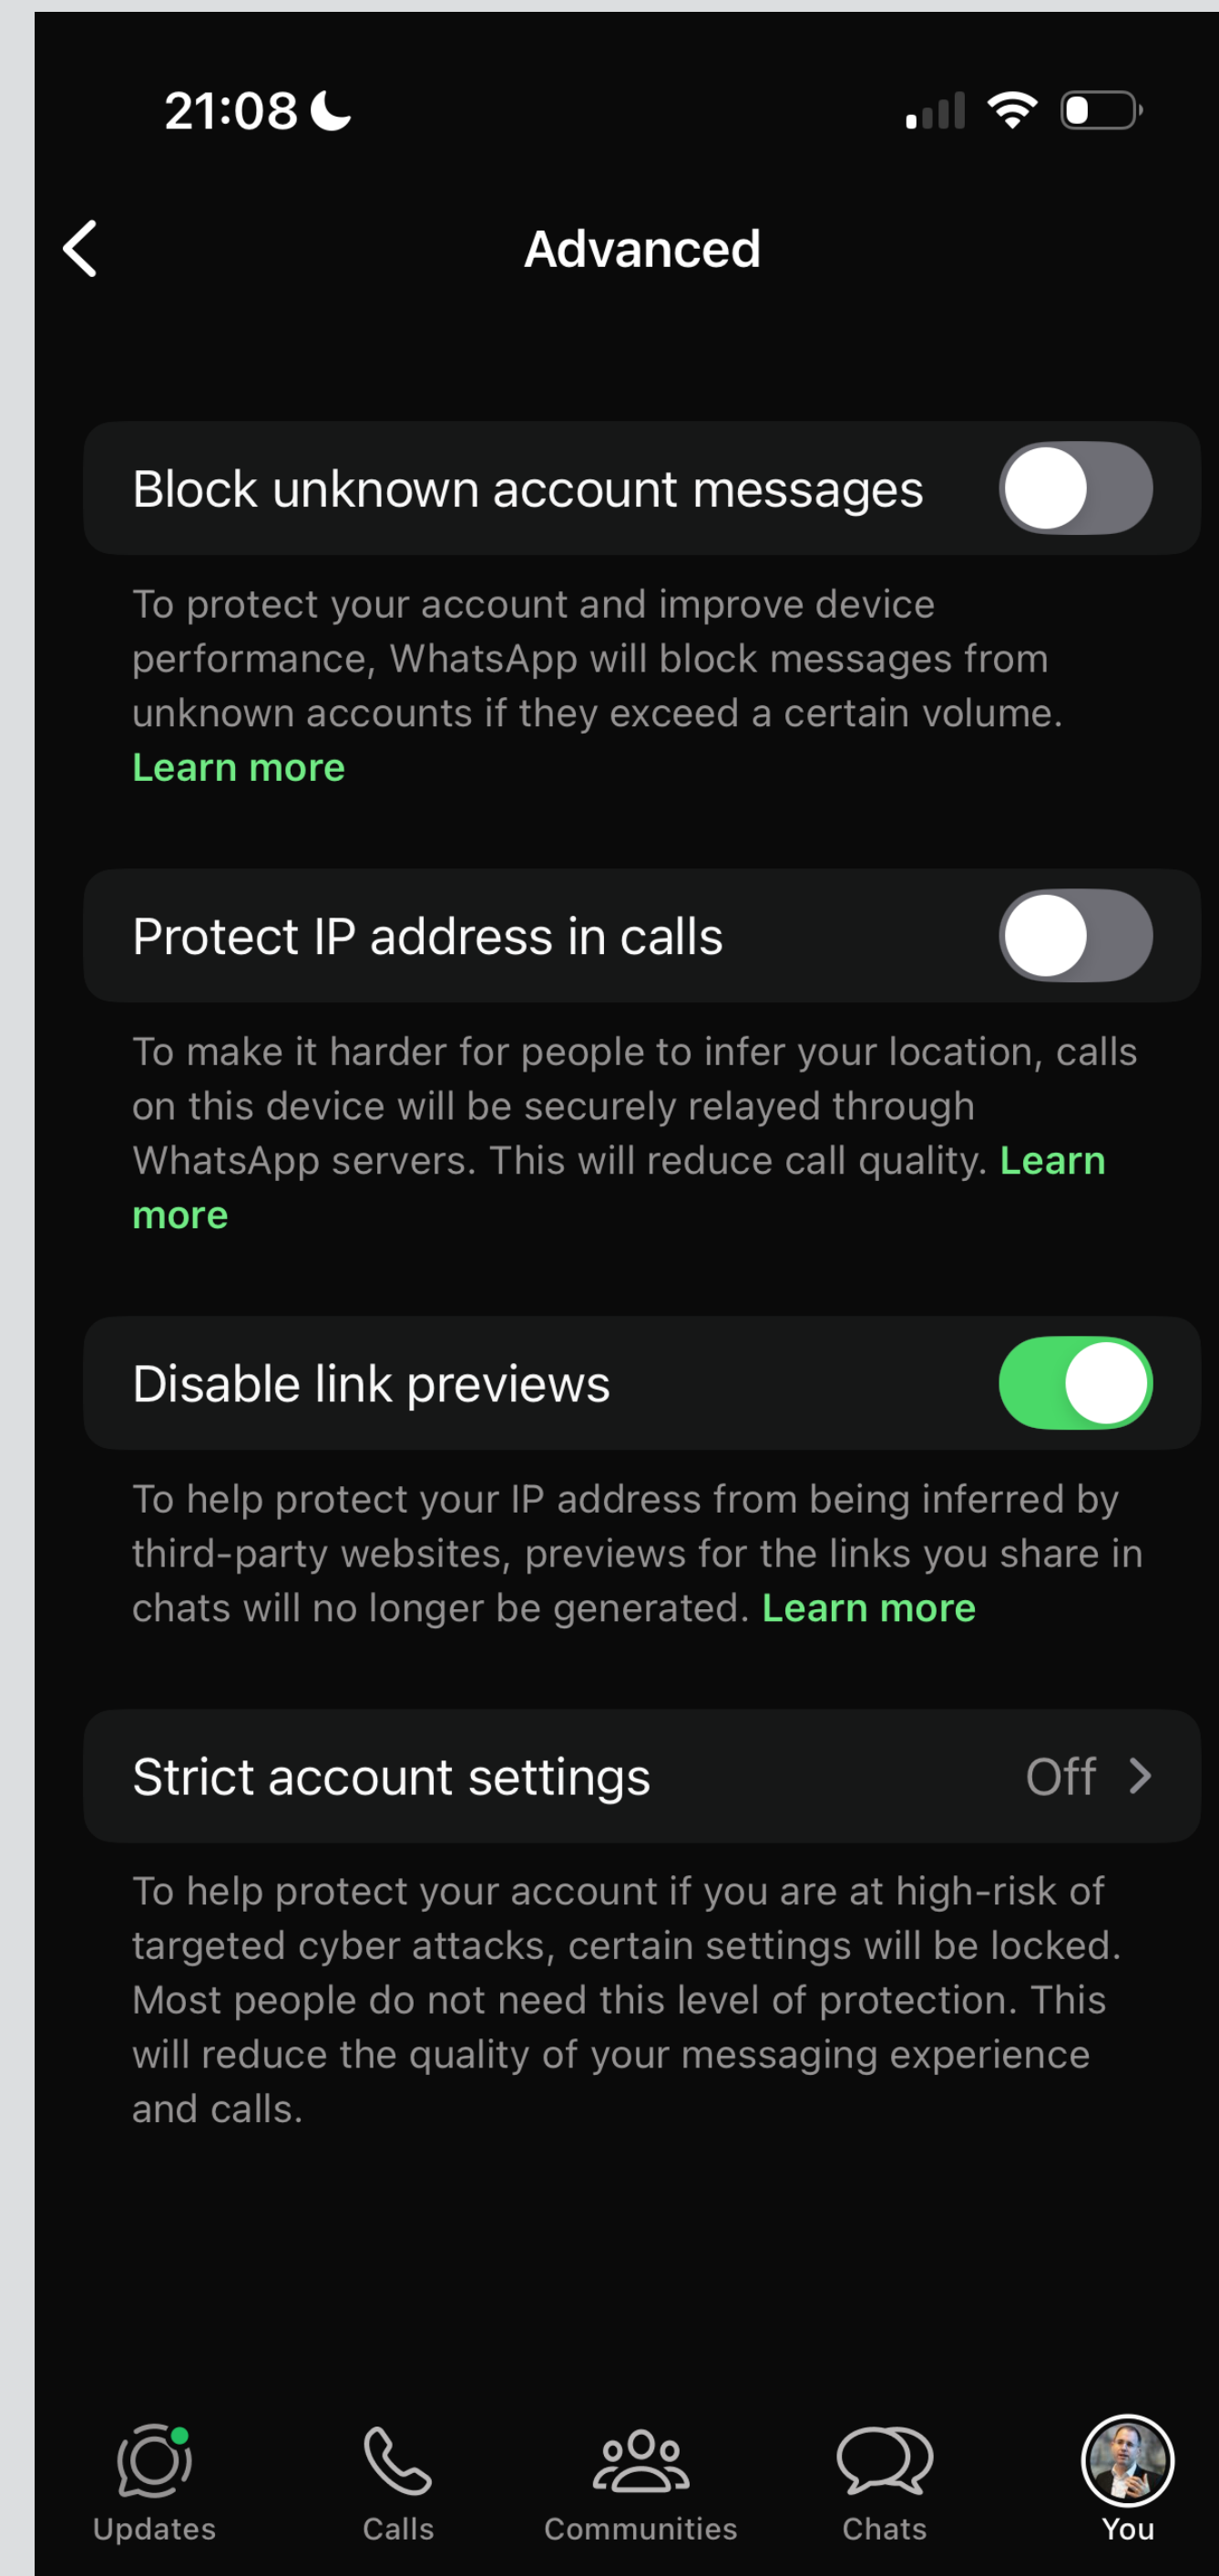 21:08
Advanced
Block unknown account messages
To protect your account and improve device
performance, WhatsApp will block messages from
unknown accounts if they exceed a certain volume.
Learn more
Protect IP address in calls
To make it harder for people to infer your location, calls
on this device will be securely relayed through
WhatsApp servers. This will reduce call quality. Learn
more
Disable link previews
To help protect your IP address from being inferred by
third-party websites, previews for the links you share in
chats will no longer be generated. Learn more
Strict account settings Off
To help protect your account if you are at high-risk of
targeted cyber attacks, certain settings will be locked.
Most people do not need this level of protection. This
will reduce the quality of your messaging experience
and calls.
Updates Calls Communities Chats You